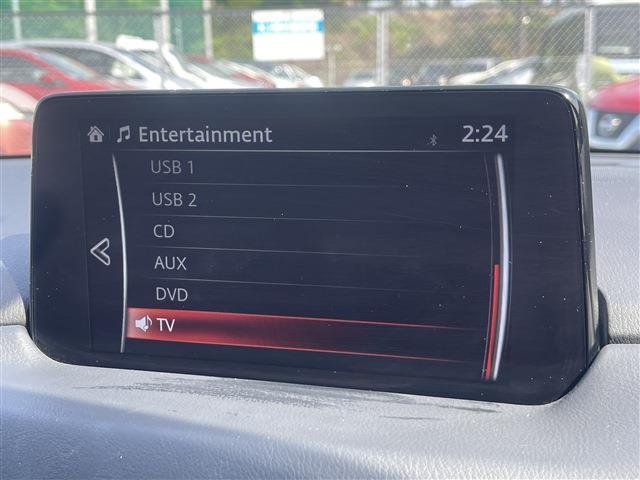 Entertainment
2:24
USB 1
USB 2
CD
AUX
DVD
TV